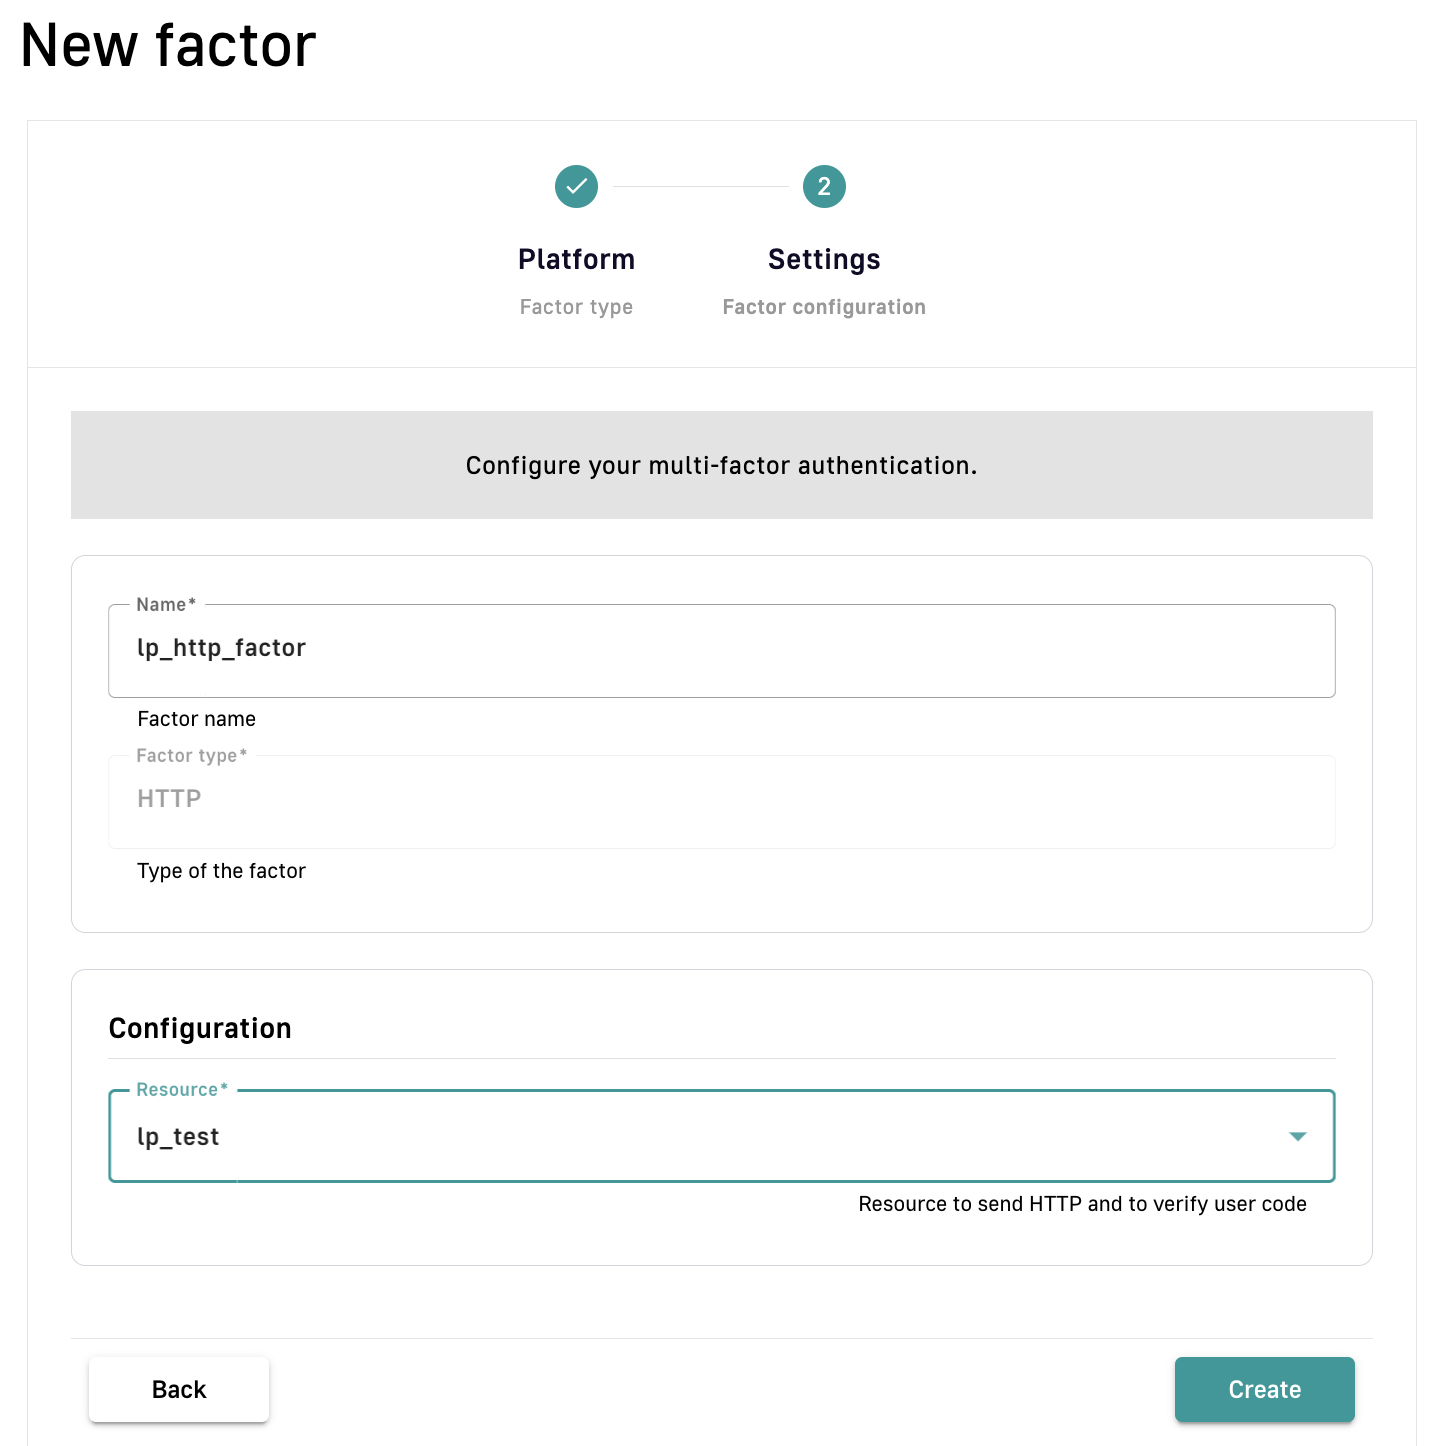 New factor
2
Platform
Settings
Factor type
Factor configuration
Configure your multi-factor authentication.
Name*
lp_http_factor
Factor name
Factor type*
HTTP
Type of the factor
Configuration
Resource*
lp_test
Resource to send HTTP and to verify user code
Back
Create